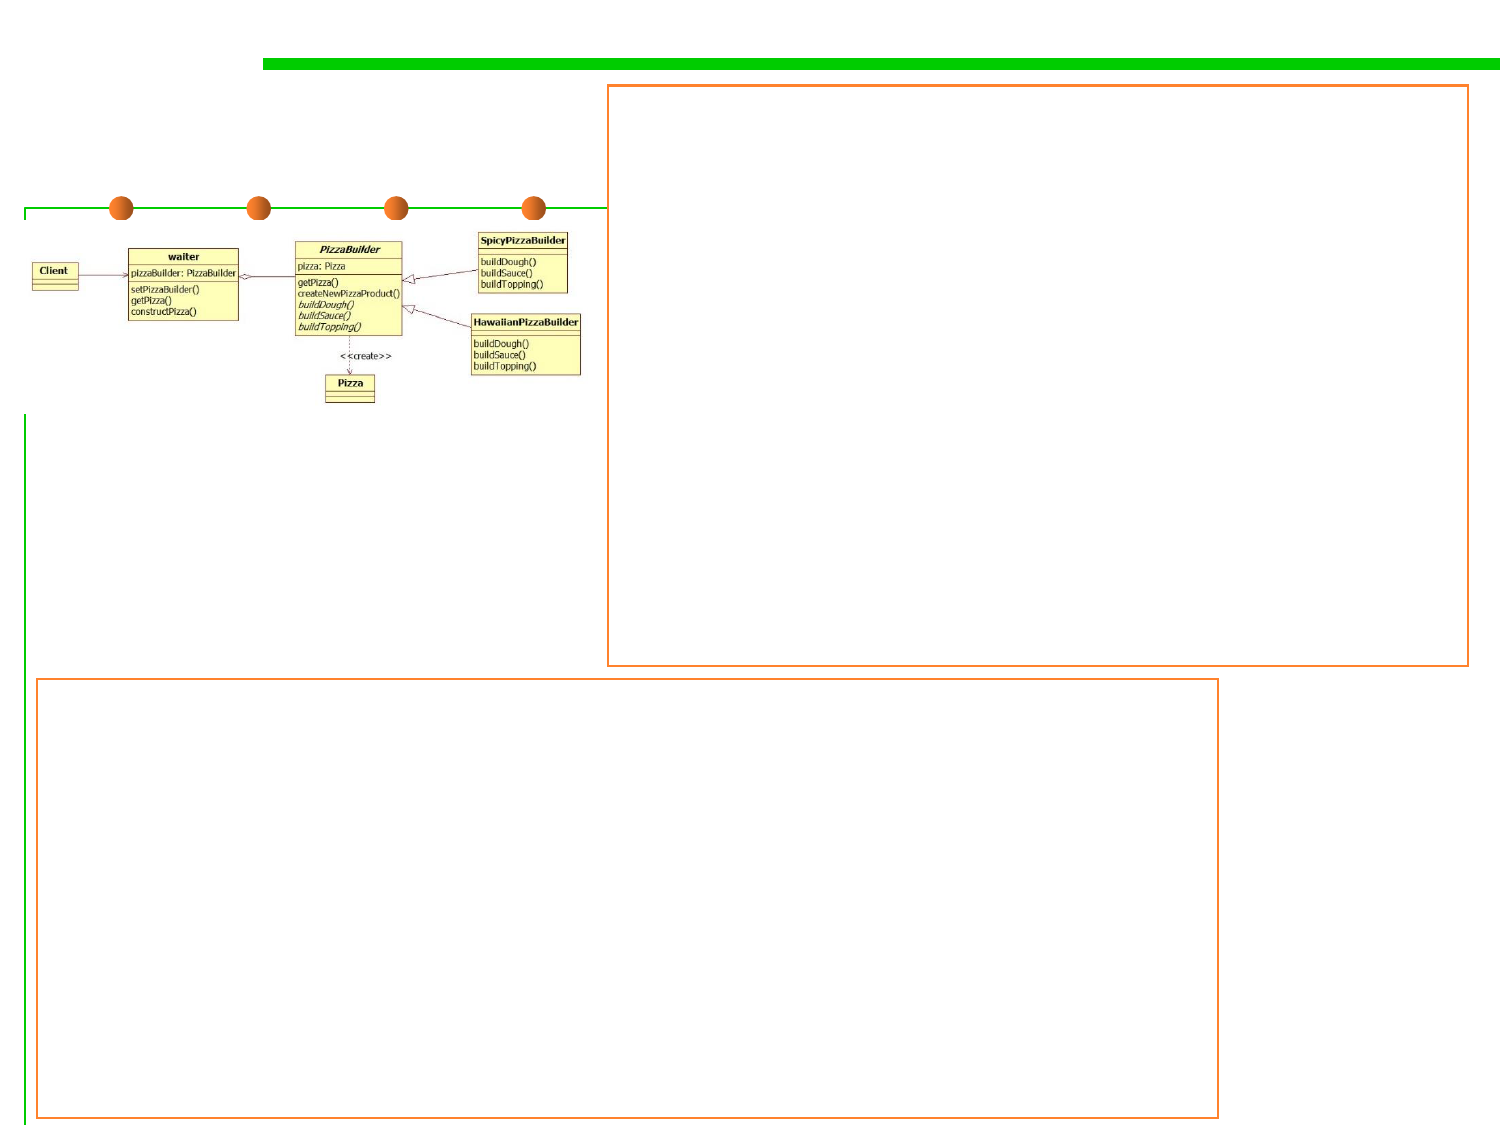 Client
waiter
pizzaBuilder: PizzaBuilder
setPizzaBuilder()
getPizza()
constructPizza()
PizzaBuilder
pizza: Pizza
getPizza()
createNewPizzaProduct()
buildDough()
buildSauce()
buildTopping()
<<create>>
Pizza
SpicyPizzaBuilder
buildDough()
buildSauce()
buildTopping()
HawaiianPizzaBuilder
buildDough()
buildSauce()
buildTopping()